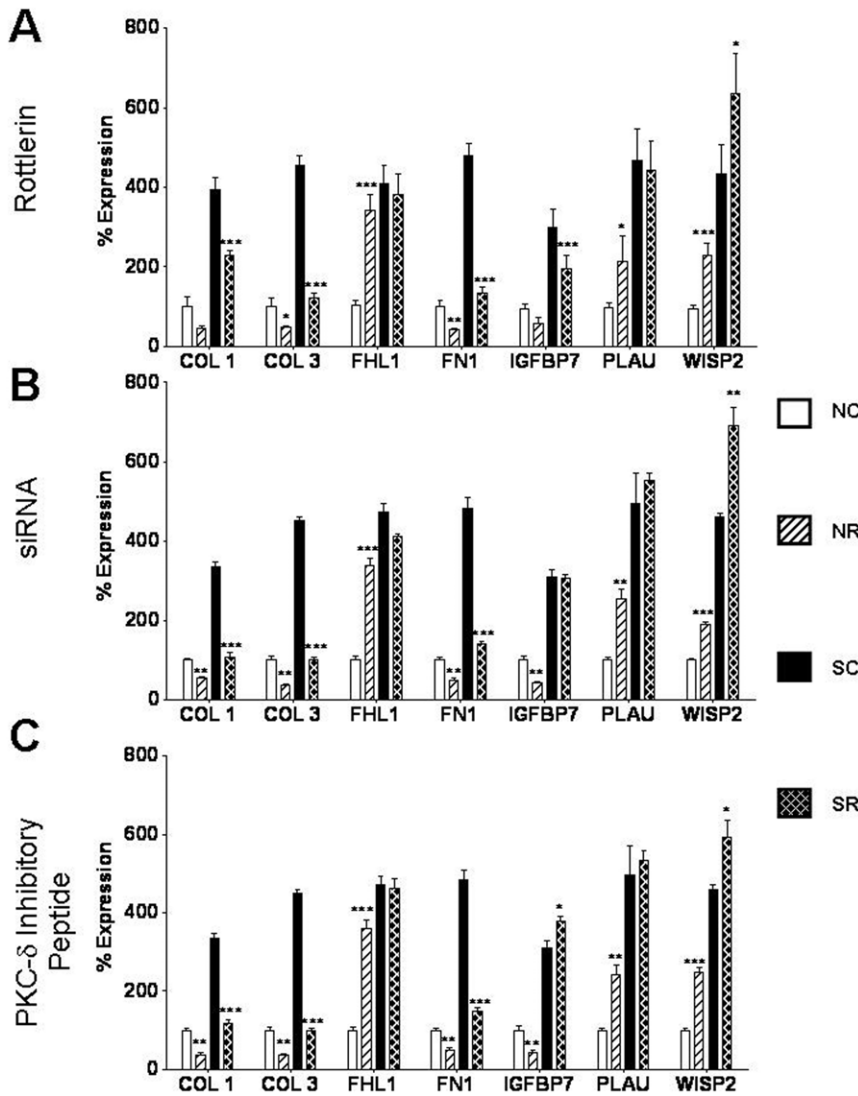 A
Rottlerin
% Expression
800
600
400
200
0
*
***
***
*
***
***
*
***
**
***
COL 1
COL 3
FHL1
FN1
IGFBP7
PLAU
WISP2
B
siRNA
% Expression
800
600
400
200
0
**
***
**
***
***
**
***
**
**
***
**
COL 1
COL 3
FHL1
FN1
IGFBP7
PLAU
WISP2
NC
NR
SC
SR
C
PKC-δ Inhibitory
Peptide
% Expression
800
600
400
200
0
**
***
**
***
***
**
***
**
*
**
***
*
COL 1
COL 3
FHL1
FN1
IGFBP7
PLAU
WISP2